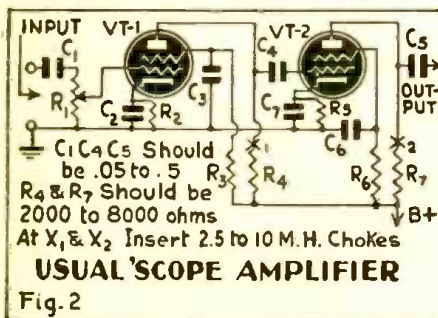 INPUT VT-1 VT-2
C1 C4 C5
R1 C2 R2 C3 C7 R5 OUT-
PUT
C6
R3 R4 R6 R7
1 2
C1 C4 C5 Should
be .05 to .5
R4 & R7 Should be
2000 to 8000 ohms
B+
At X1 & X2 Insert 2.5 to 10 M.H. Chokes
USUAL 'SCOPE AMPLIFIER
Fig. 2